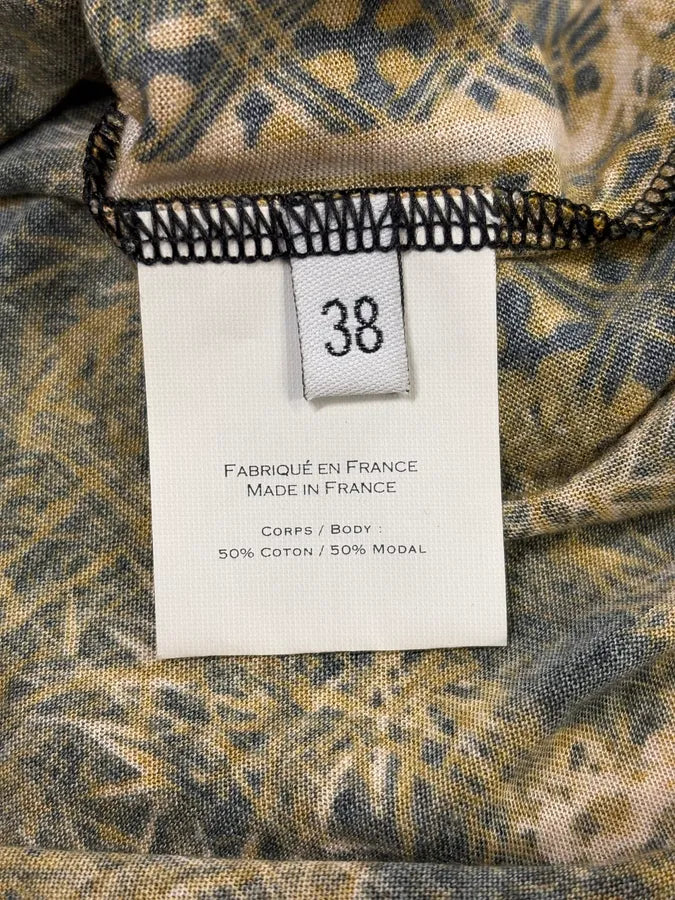 38
FABRIQUÉ EN FRANCE
MADE IN FRANCE
CORPS / BODY :
50% COTON / 50% MODAL